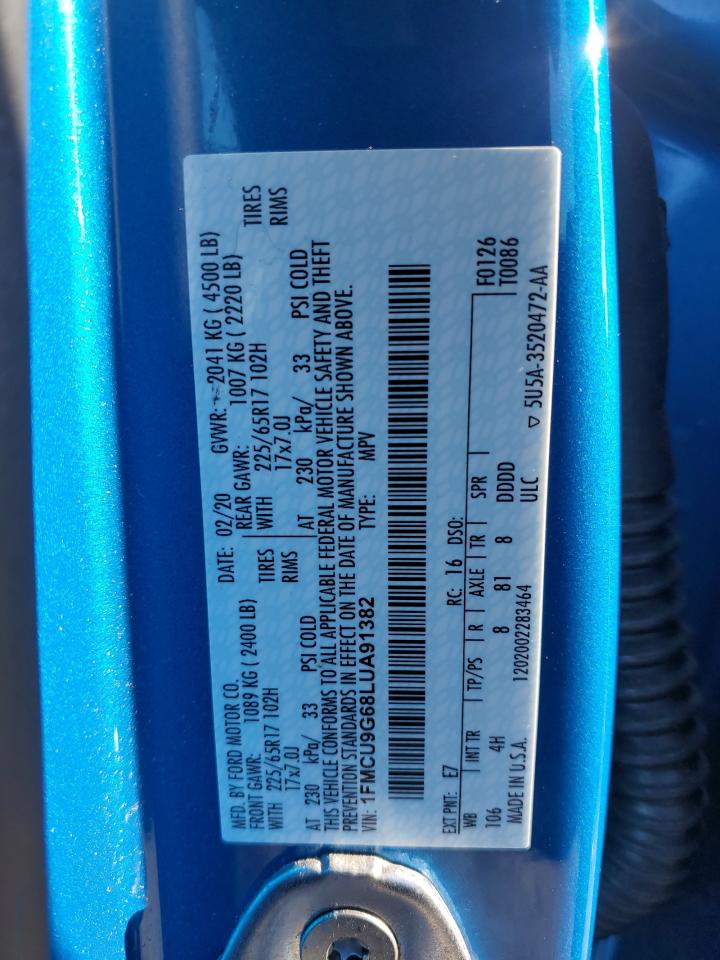 MFD. BY FORD MOTOR CO.
DATE: 02/20 GVWR: 2041 KG ( 4500 LB)
FRONT GAWR: 1089 KG ( 2400 LB)
REAR GAWR: 1007 KG ( 2220 LB)
WITH 225/65R17 102H TIRES
WITH 225/65R17 102H TIRES
17x7.0J RIMS
17x7.0J RIMS
AT 230 kPa/ 33 PSI COLD
AT 230 kPa/ 33 PSI COLD
THIS VEHICLE CONFORMS TO ALL APPLICABLE FEDERAL MOTOR VEHICLE SAFETY AND THEFT
PREVENTION STANDARDS IN EFFECT ON THE DATE OF MANUFACTURE SHOWN ABOVE.
VIN: 1FMCU9G68LUA91382 TYPE: MPV
EXT PNT: E7 RC: 16 DSO: F0126
WB INT TR TP/PS R AXLE TR SPR T0086
106 4H 8 81 8 DDDD
MADE IN U.S.A. 1202002283464 ULC ▽ 5U5A-3520472-AA